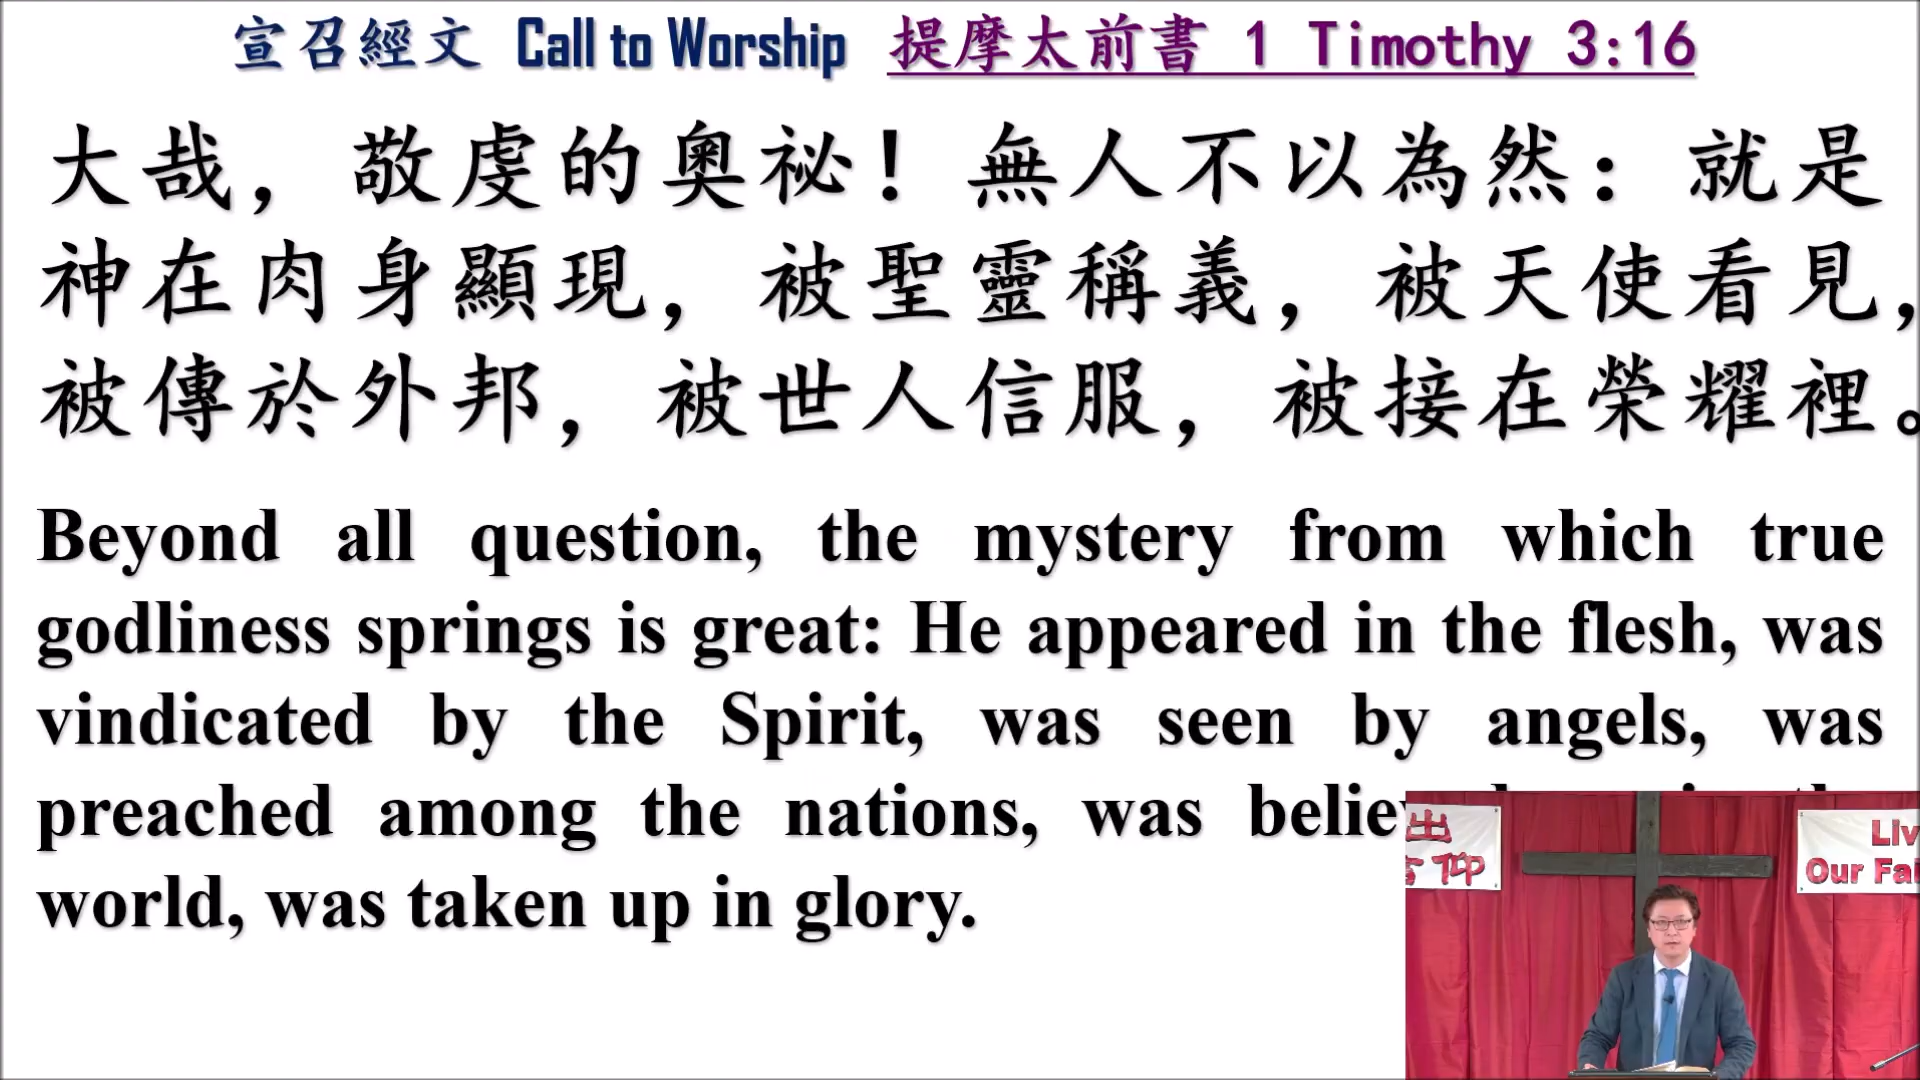 宣召經文 Call to Worship 提摩太前書 1 Timothy 3:16
大哉，敬虔的奧祕！無人不以為然：就是
神在肉身顯現，被聖靈稱義，被天使看見，
被傳於外邦，被世人信服，被接在榮耀裡。
Beyond all question, the mystery from which true
godliness springs is great: He appeared in the flesh, was
vindicated by the Spirit, was seen by angels, was
preached among the nations, was
world, was taken up in glory.
出
仰
Our